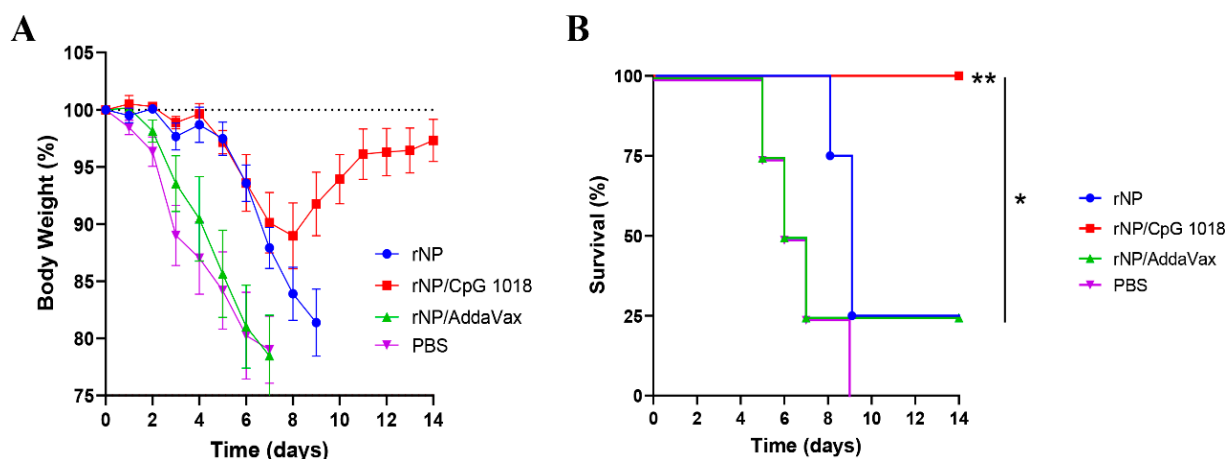 A
Body Weight (%)
105
100
95
90
85
80
75
0 2 4 6 8 10 12 14
Time (days)
rNP
rNP/CpG 1018
rNP/AddaVax
PBS
B
Survival (%)
100
75
50
25
0
0 2 4 6 8 10 12 14
Time (days)
**
*
rNP
rNP/CpG 1018
rNP/AddaVax
PBS